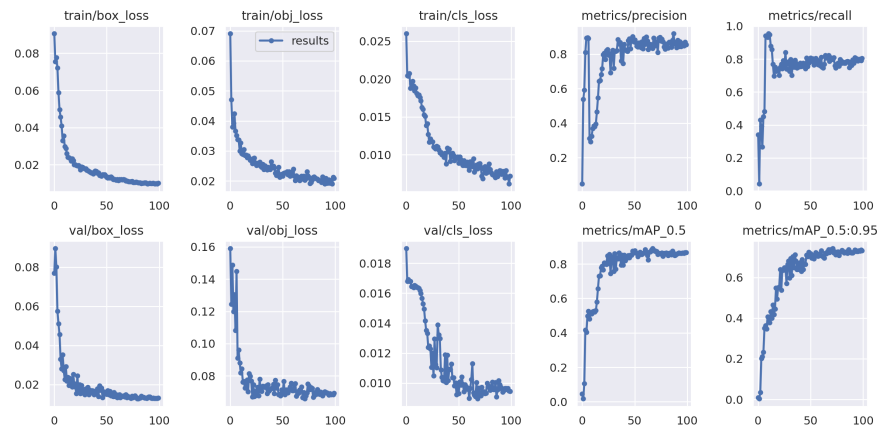 train/box_loss
train/obj_loss
train/cls_loss
metrics/precision
metrics/recall
0.08
0.06
0.04
0.02
0 50 100
0.07
0.06
0.05
0.04
0.03
0.02
0 50 100
results
0.025
0.020
0.015
0.010
0 50 100
0.8
0.6
0.4
0.2
0 50 100
1.0
0.8
0.6
0.4
0.2
0.0
0 50 100
val/box_loss
val/obj_loss
val/cls_loss
metrics/mAP_0.5
metrics/mAP_0.5:0.95
0.08
0.06
0.04
0.02
0 50 100
0.16
0.14
0.12
0.10
0.08
0 50 100
0.018
0.016
0.014
0.012
0.010
0 50 100
0.8
0.6
0.4
0.2
0.0
0 50 100
0.6
0.4
0.2
0.0
0 50 100